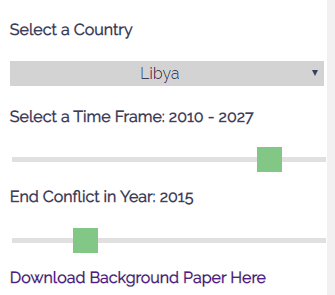 Select a Country
Libya
Select a Time Frame: 2010 - 2027
End Conflict in Year: 2015
Download Background Paper Here